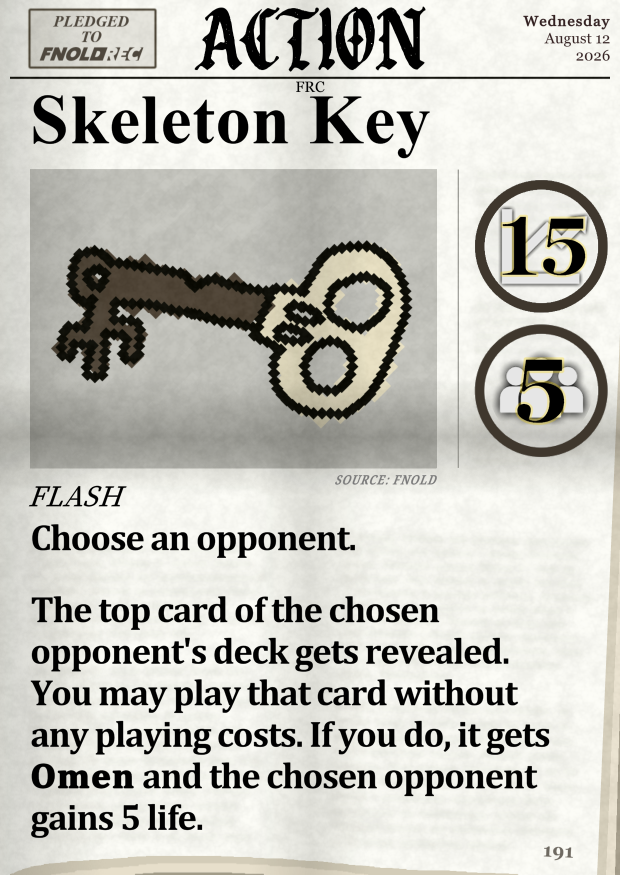 PLEDGED
TO
FNOLD REC
ACTION
Wednesday
August 12
2026
FRC
Skeleton Key
15
5
SOURCE: FNOLD
FLASH
Choose an opponent.
The top card of the chosen
opponent's deck gets revealed.
You may play that card without
any playing costs. If you do, it gets
Omen and the chosen opponent
gains 5 life.
191